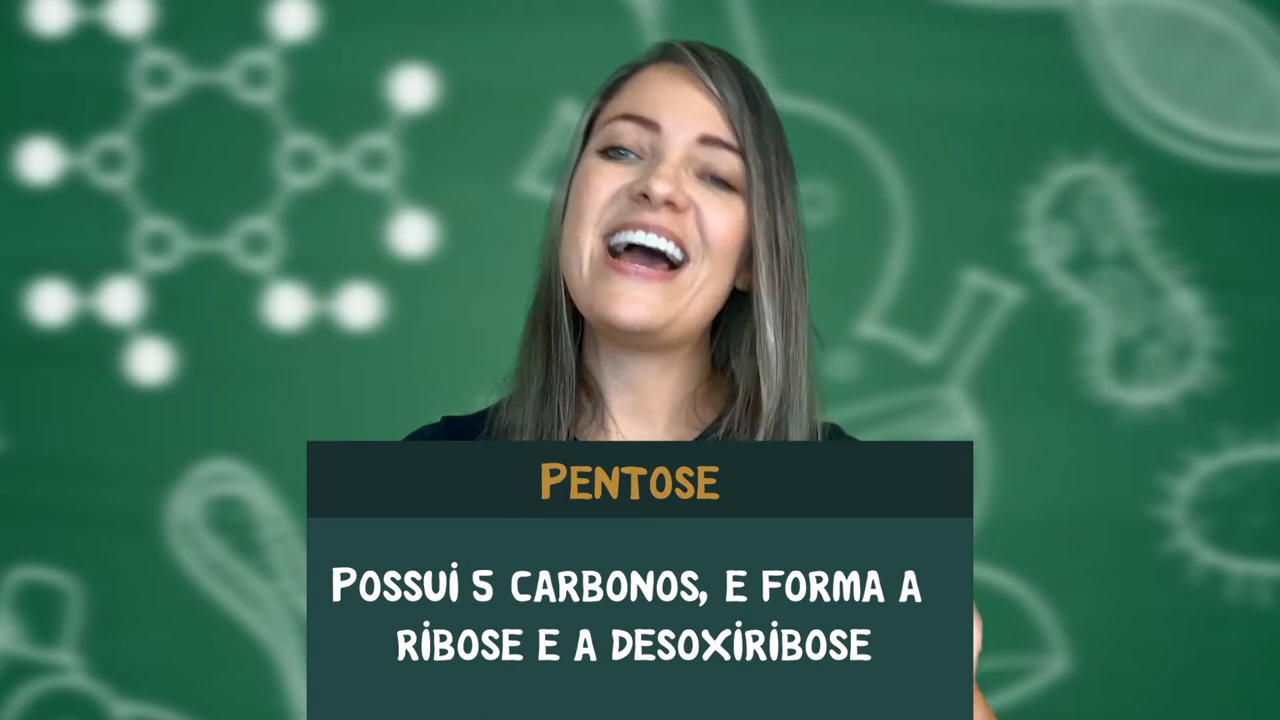 PENTOSE
POSSUI 5 CARBONOS, E FORMA A
RIBOSE E A DESOXIRIBOSE